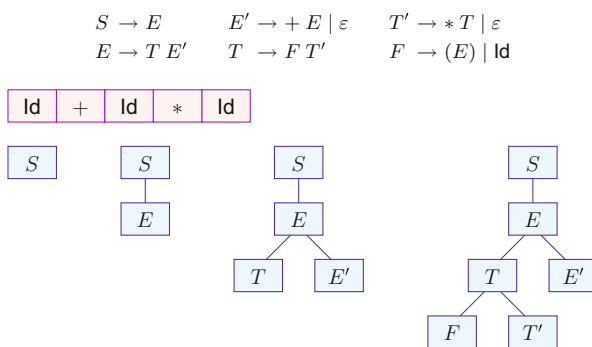 S → E E′ → + E | ε T′ → * T | ε
E → T E′ T → F T′ F → (E) | Id
Id + Id * Id
S S S S
E E E
T E′ T E′
F T′